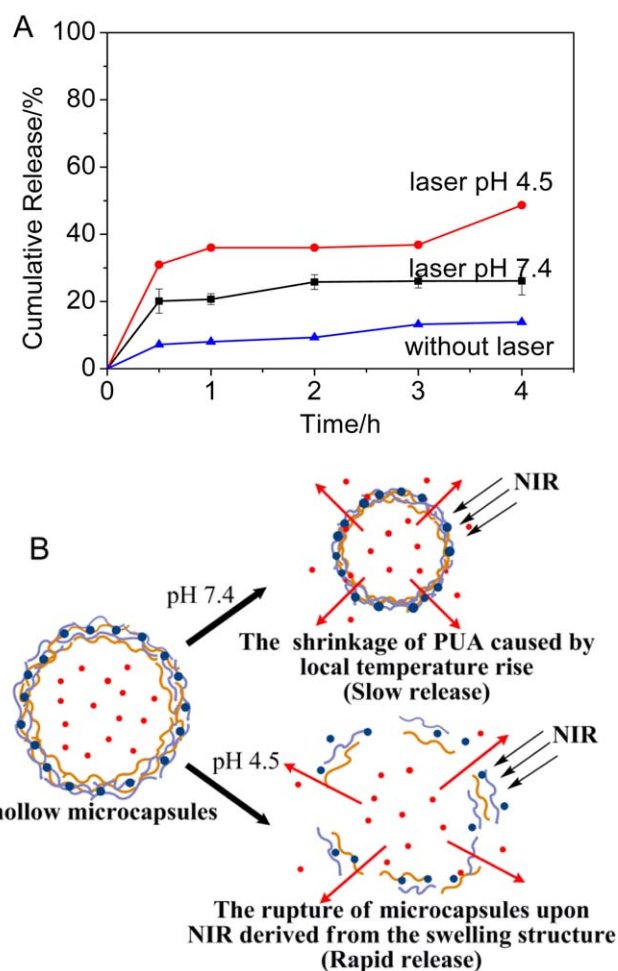 A
100
80
60
40
20
0
Cumulative Release/%
laser pH 4.5
laser pH 7.4
without laser
0 1 2 3 4
Time/h
B
NIR
pH 7.4
The shrinkage of PUA caused by
local temperature rise
(Slow release)
pH 4.5
NIR
hollow microcapsules
The rupture of microcapsules upon
NIR derived from the swelling structure
(Rapid release)